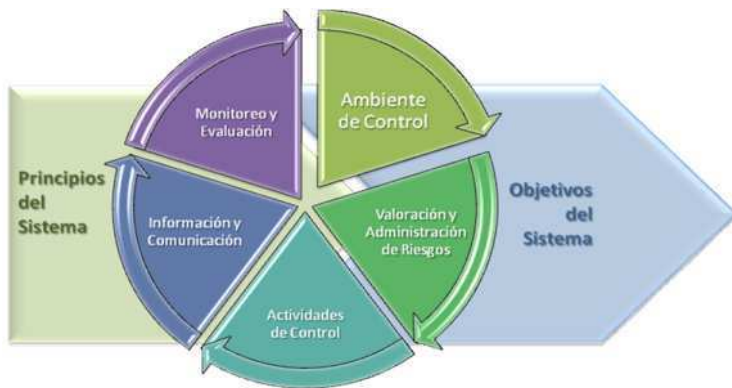 Principios
del
Sistema
Monitoreo y
Evaluación
Ambiente
de Control
Información y
Comunicación
Valoración y
Administración
de Riesgos
Actividades
de Control
Objetivos
del
Sistema